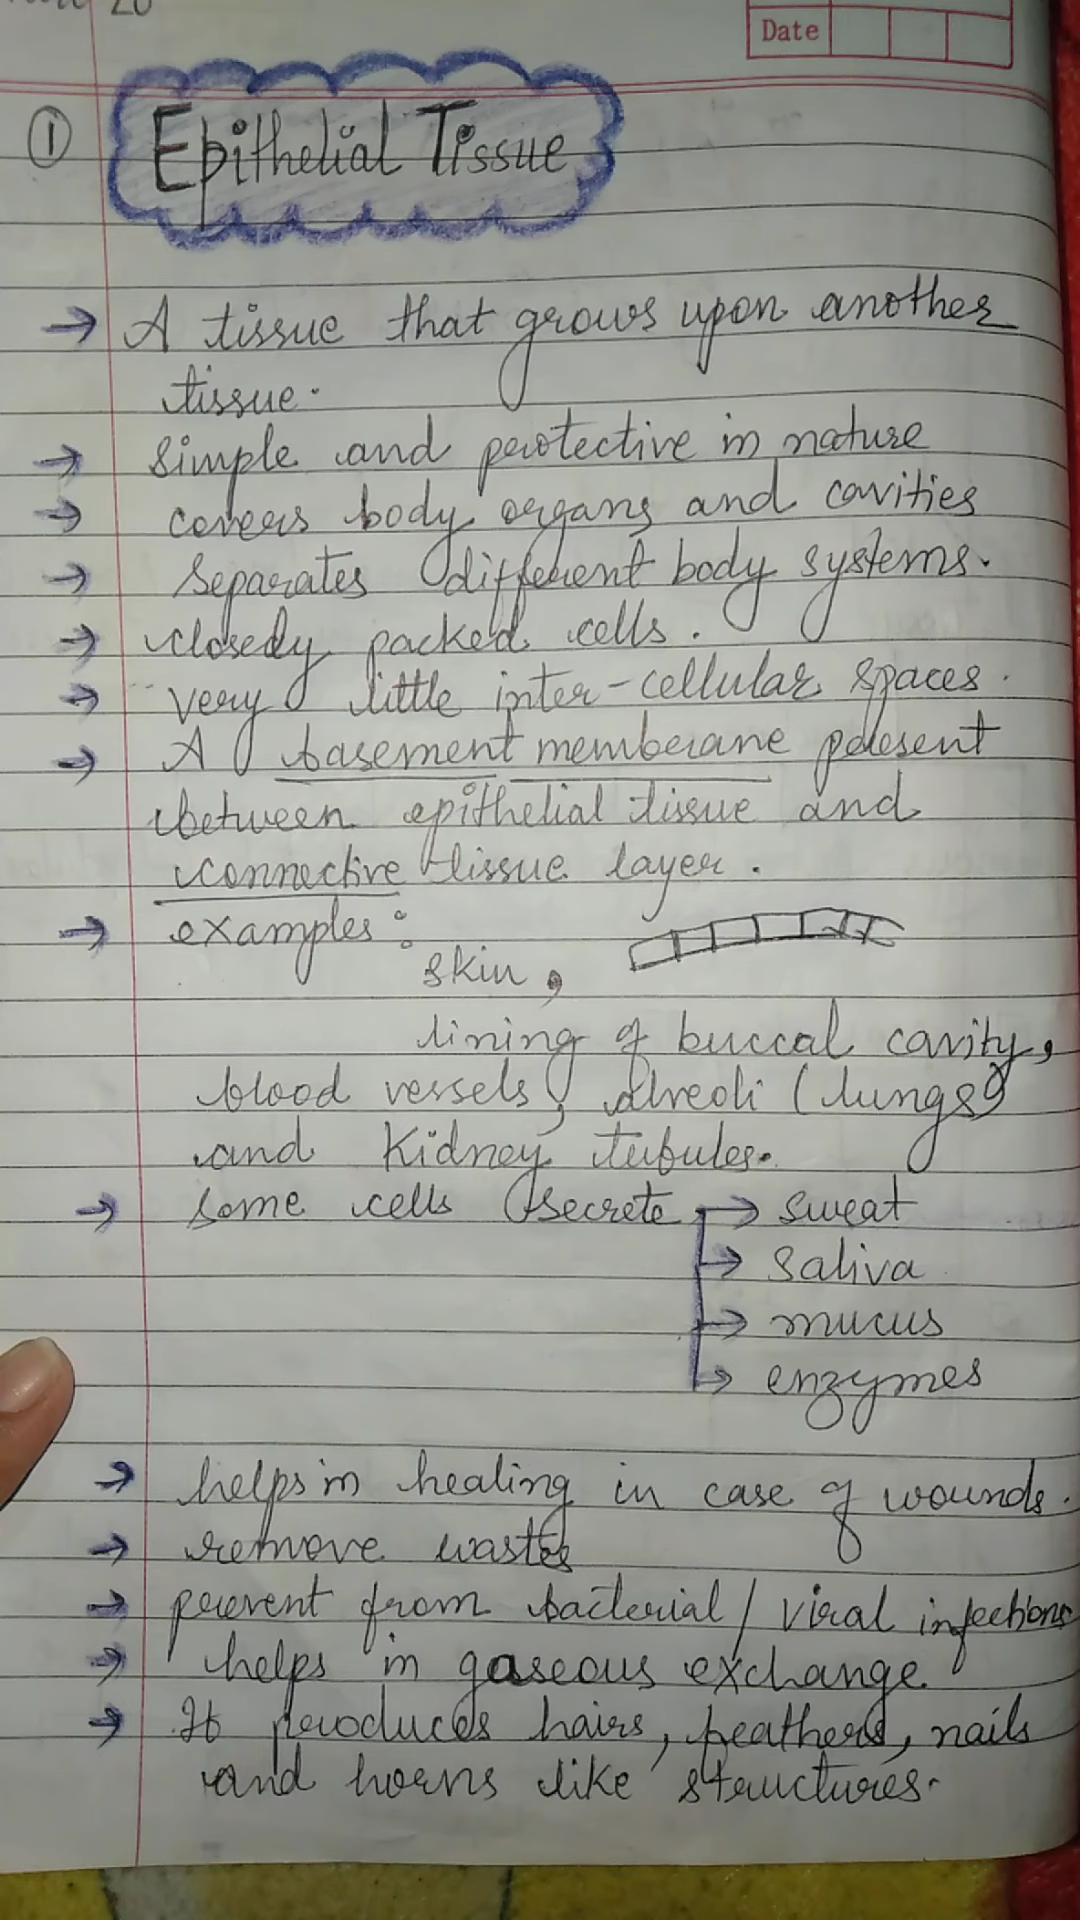 Date
① Epithelial Tissue
→ A tissue that grows upon another
tissue.
→ Simple and protective in nature
→ covers body organs and cavities
→ Separates different body systems.
→ closely packed cells.
→ very little inter-cellular spaces.
→ A basement membrane present
between epithelial tissue and
connective tissue layer.
→ examples:
skin,
lining of buccal cavity,
blood vessels, alveoli (lungs)
and Kidney tubules.
→ Some cells secrete → sweat
→ saliva
→ mucus
→ enzymes
→ helps in healing in case of wounds.
→ remove wastes
→ prevent from bacterial / viral infections
→ helps in gaseous exchange.
→ It produces hairs, feathers, nails
and horns like structures.